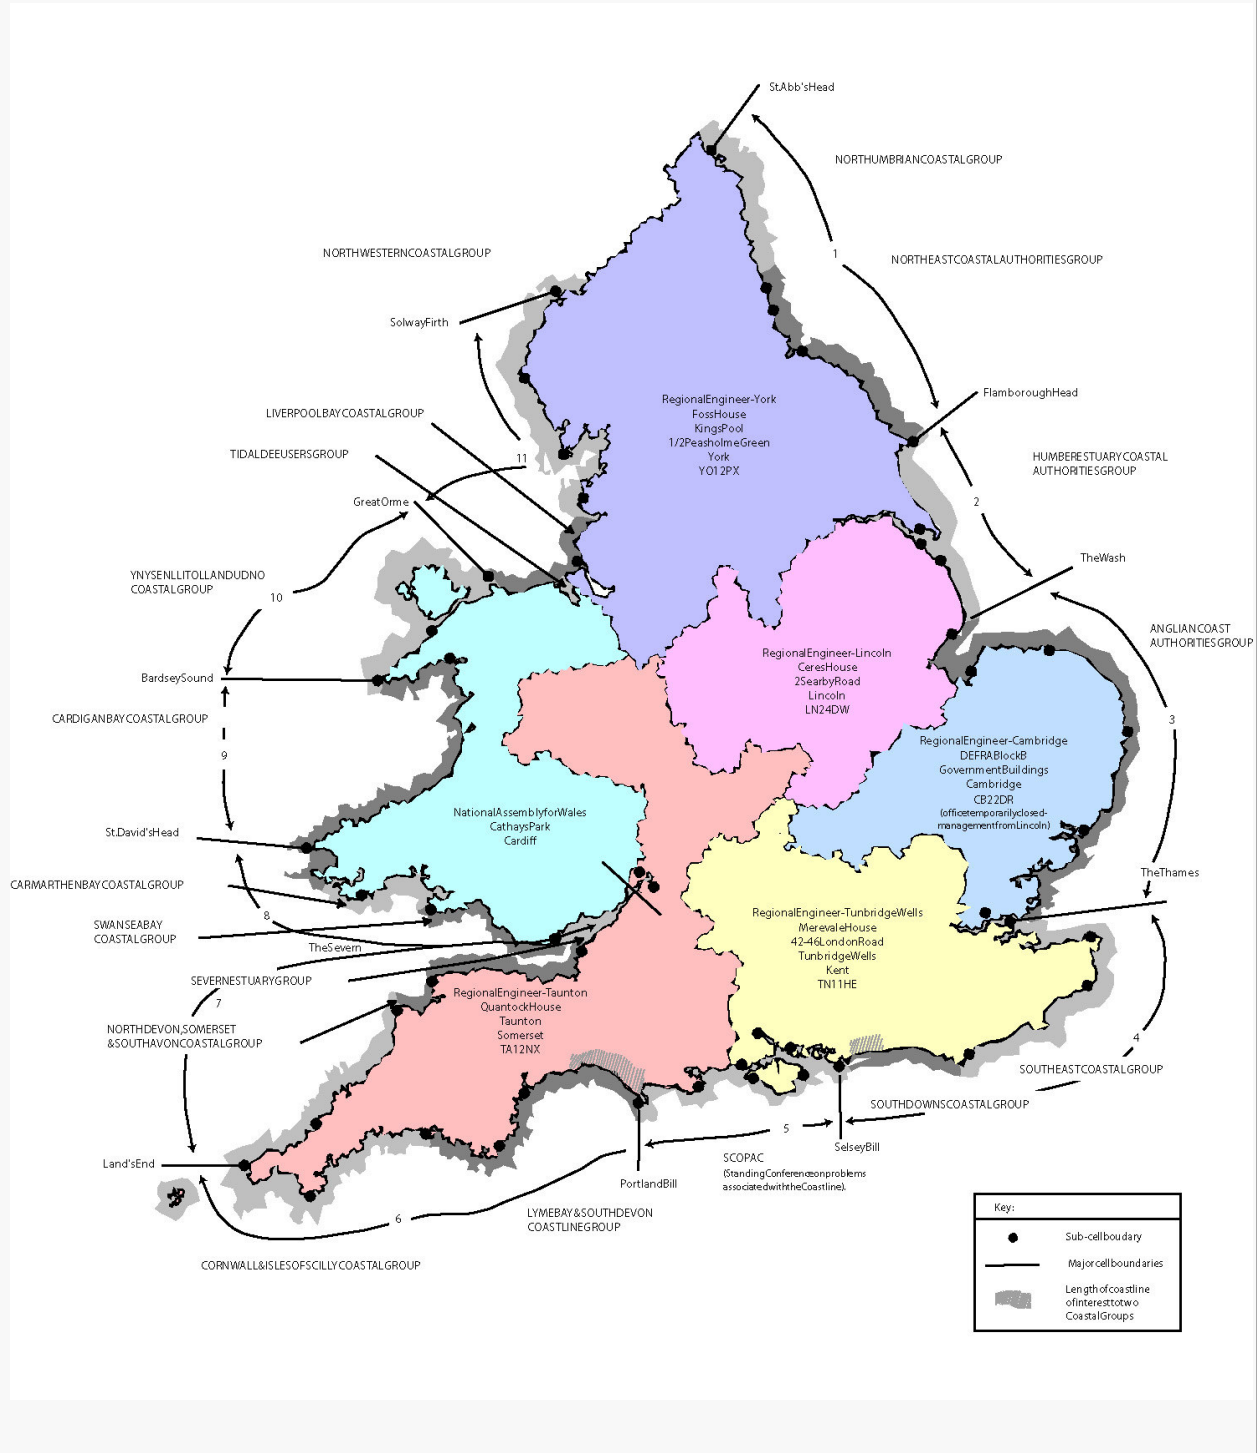 St.Abb'sHead
NORTHUMBRIANCOASTALGROUP
NORTHWESTERNCOASTALGROUP
1
NORTHEASTCOASTALAUTHORITIESGROUP
SolwayFirth
FlamboroughHead
LIVERPOOLBAYCOASTALGROUP
RegionalEngineer-York
FossHouse
KingsPool
1/2PeasholmeGreen
York
YO12PX
TIDALDEEUSERSGROUP
11
HUMBERESTUARYCOASTAL
AUTHORITIESGROUP
GreatOrme
2
TheWash
YNYSENLLITOLLANDUDNO
COASTALGROUP
10
ANGLIANCOAST
AUTHORITIESGROUP
RegionalEngineer-Lincoln
CeresHouse
2SearbyRoad
Lincoln
LN24DW
BardseySound
CARDIGANBAYCOASTALGROUP
3
9
RegionalEngineer-Cambridge
DEFRABlockB
GovernmentBuildings
Cambridge
CB22DR
(officetemporarilyclosed-
managementfromLincoln)
NationalAssemblyforWales
CathaysPark
Cardiff
St.David'sHead
TheThames
CARMARTHENBAYCOASTALGROUP
8
SWANSEABAY
COASTALGROUP
RegionalEngineer-TunbridgeWells
MerevaleHouse
42-46LondonRoad
TunbridgeWells
Kent
TN11HE
TheSevern
SEVERNESTUARYGROUP
7
RegionalEngineer-Taunton
QuantockHouse
Taunton
Somerset
TA12NX
NORTHDEVON,SOMERSET
&SOUTHAVONCOASTALGROUP
4
SOUTHEASTCOASTALGROUP
SOUTHDOWNSCOASTALGROUP
5
SelseyBill
SCOPAC
(StandingConferenceonproblems
associatedwiththeCoastline).
Land'sEnd
PortlandBill
LYMEBAY&SOUTHDEVON
COASTLINEGROUP
6
CORNWALL&ISLESOFSCILLYCOASTALGROUP
Key:
Sub-cellboundary
Majorcellboundaries
Lengthofcoastline
ofinteresttotwo
CoastalGroups